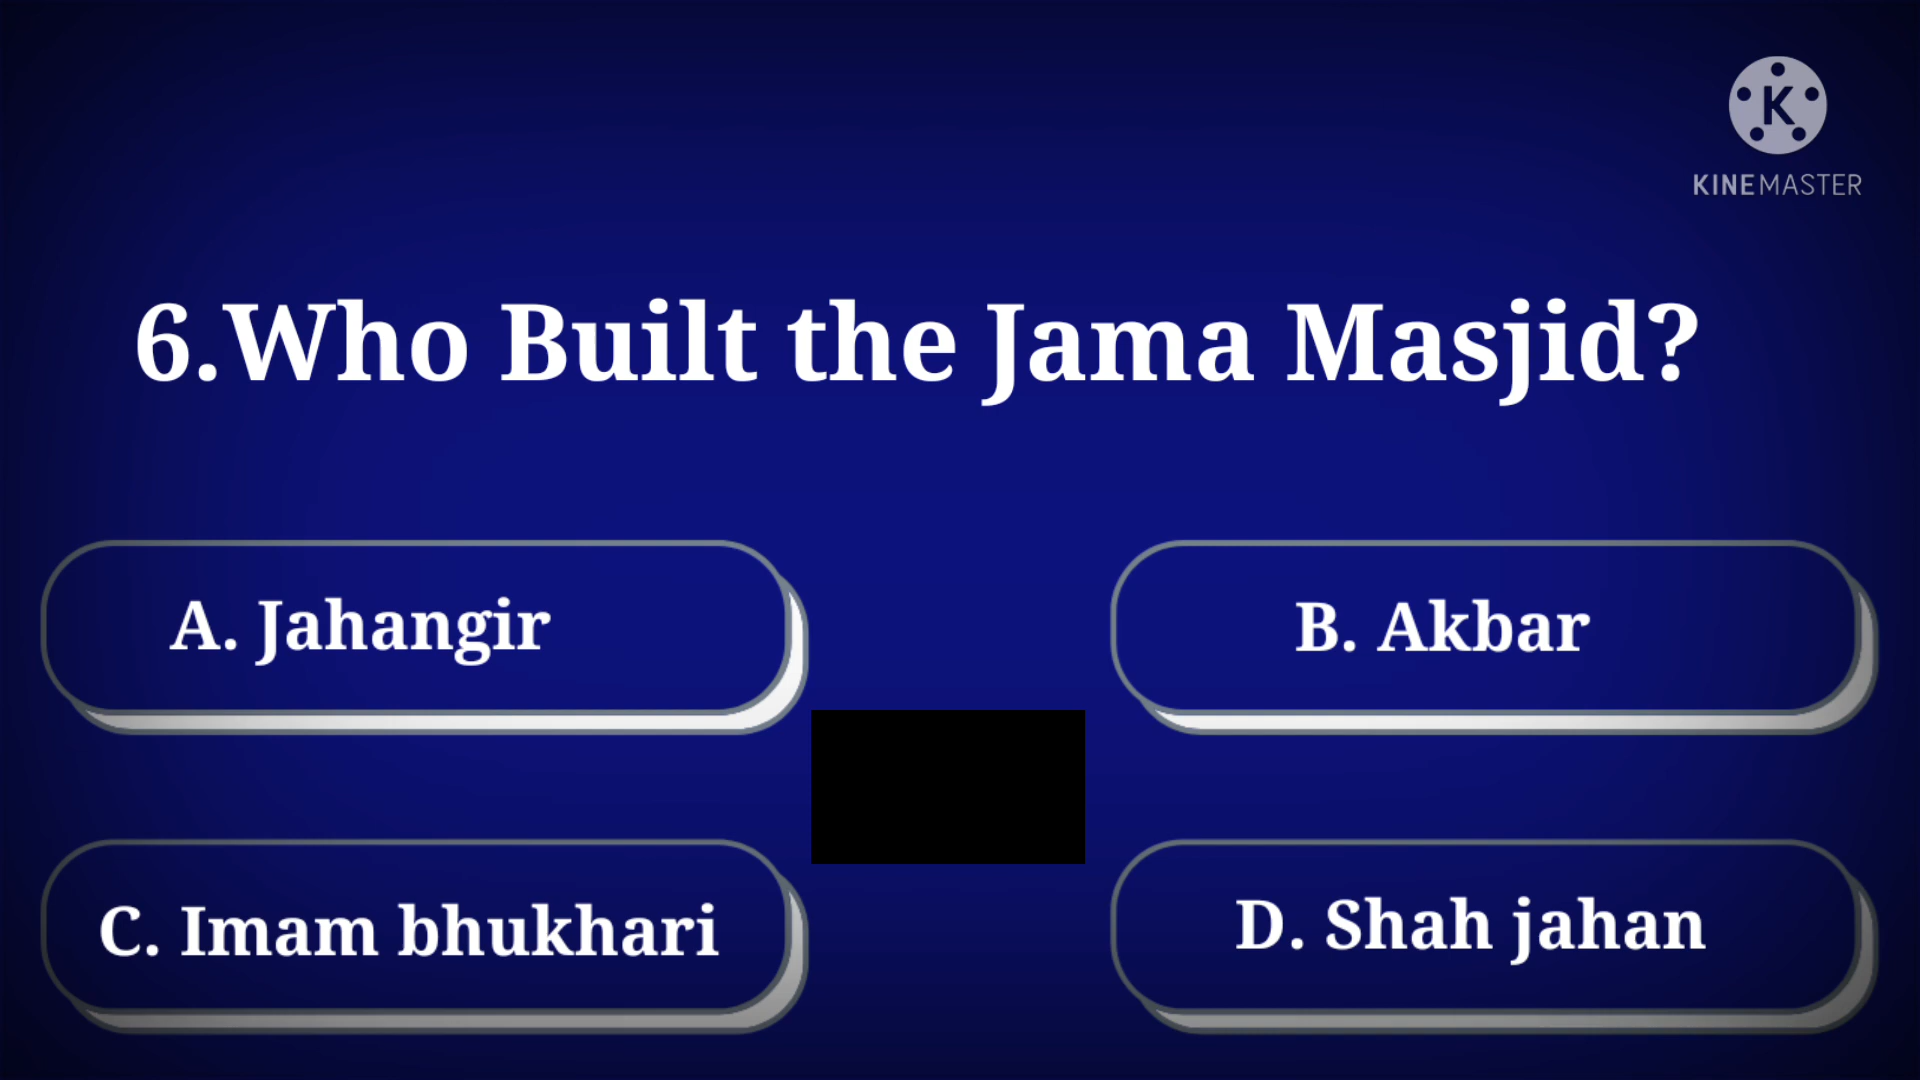 KINEMASTER
6.Who Built the Jama Masjid?
A. Jahangir
B. Akbar
C. Imam bhukhari
D. Shah jahan